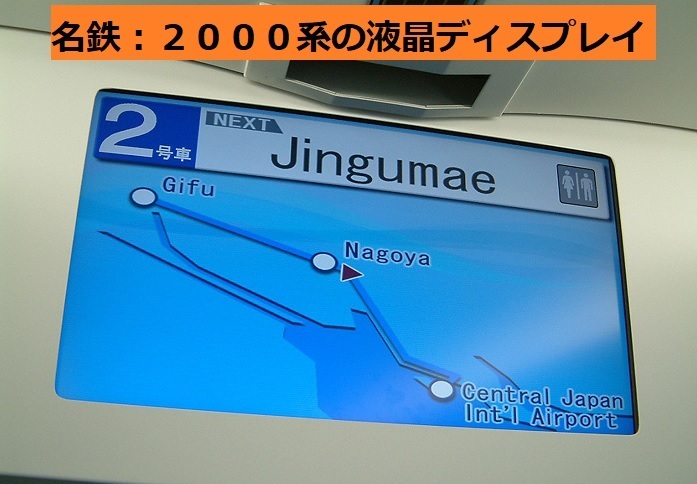 名鉄：２０００系の液晶ディスプレイ
2号車
NEXT
Jingumae
Gifu
Nagoya
Central Japan
Int'l Airport